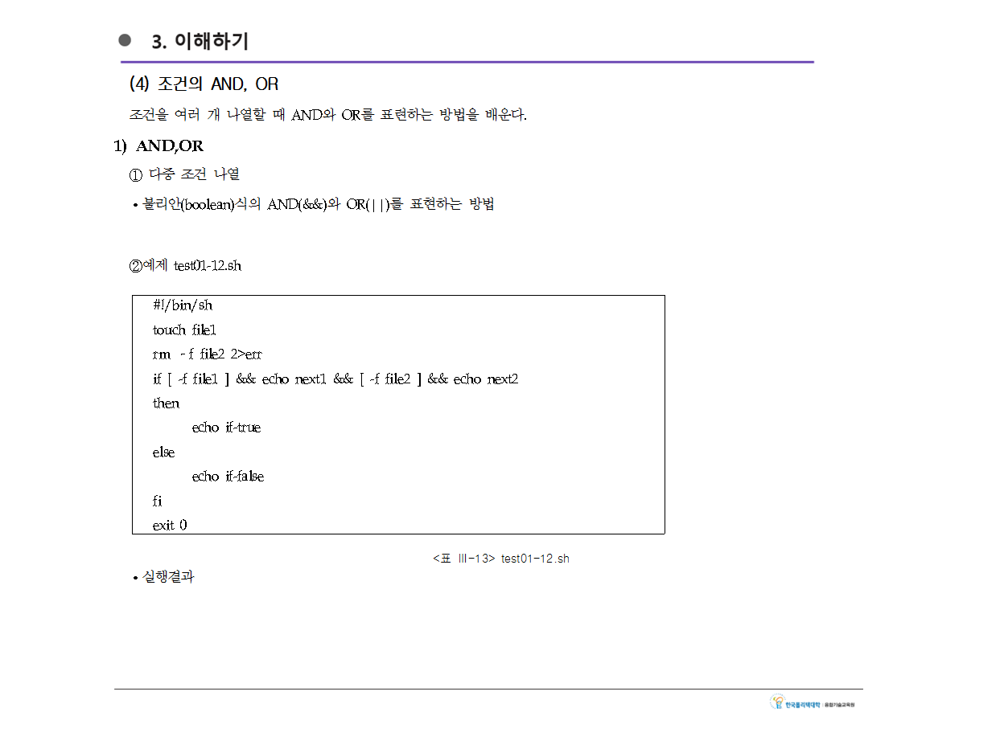 ● 3. 이해하기
(4) 조건의 AND, OR
조건을 여러 개 나열할 때 AND와 OR를 표현하는 방법을 배운다.
1) AND,OR
① 다중 조건 나열
• 불리안(boolean)식의 AND(&&)와 OR(||)를 표현하는 방법
②예제 test01-12.sh
#!/bin/sh
touch file1
rm -f file2 2>err
if [ -f file1 ] && echo next1 && [ -f file2 ] && echo next2
then
echo if-true
else
echo if-false
fi
exit 0
<표 III-13> test01-12.sh
• 실행결과
한국폴리텍대학 | 융합기술교육원